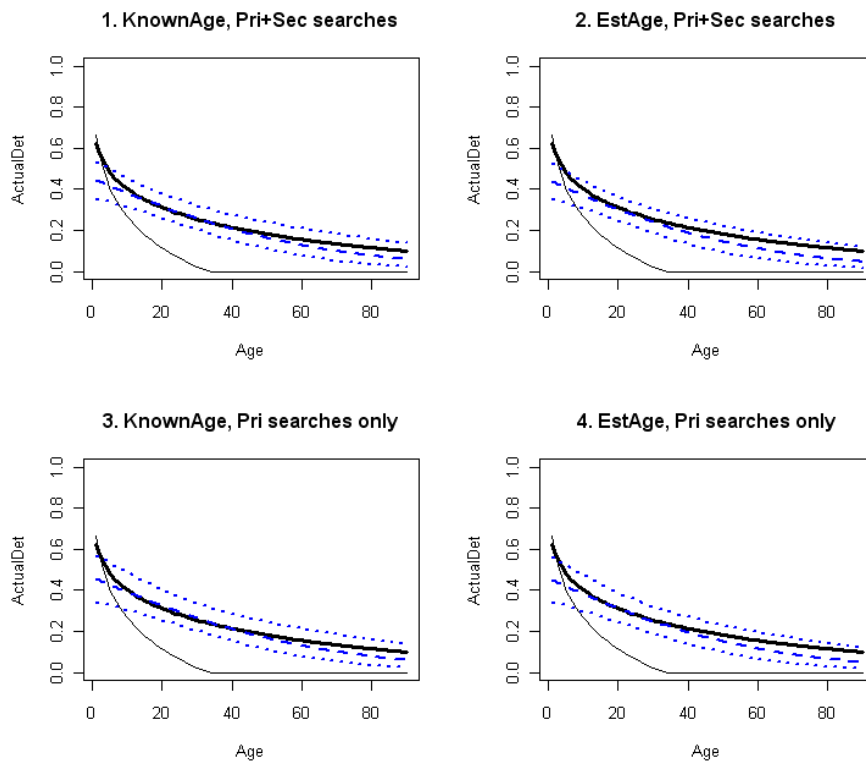 1. KnownAge, Pri+Sec searches
ActualDet
0.0 0.2 0.4 0.6 0.8 1.0
0 20 40 60 80
Age
2. EstAge, Pri+Sec searches
ActualDet
0.0 0.2 0.4 0.6 0.8 1.0
0 20 40 60 80
Age
3. KnownAge, Pri searches only
ActualDet
0.0 0.2 0.4 0.6 0.8 1.0
0 20 40 60 80
Age
4. EstAge, Pri searches only
ActualDet
0.0 0.2 0.4 0.6 0.8 1.0
0 20 40 60 80
Age